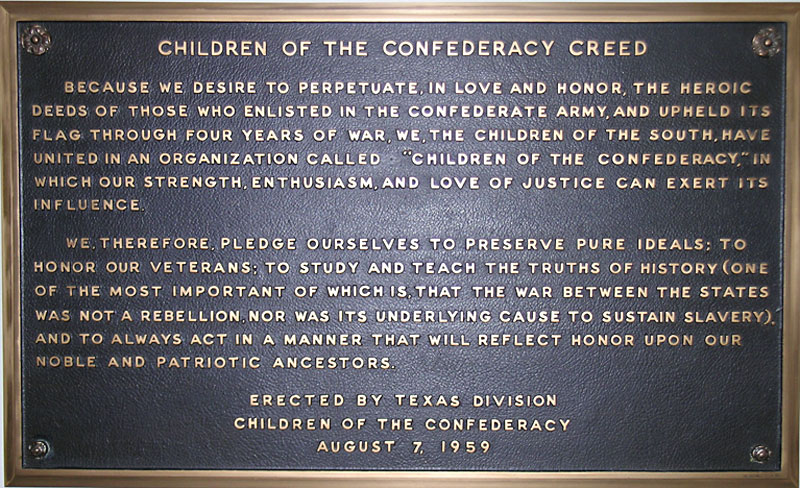 CHILDREN OF THE CONFEDERACY CREED
BECAUSE WE DESIRE TO PERPETUATE, IN LOVE AND HONOR, THE HEROIC
DEEDS OF THOSE WHO ENLISTED IN THE CONFEDERATE ARMY, AND UPHELD ITS
FLAG THROUGH FOUR YEARS OF WAR, WE, THE CHILDREN OF THE SOUTH, HAVE
UNITED IN AN ORGANIZATION CALLED "CHILDREN OF THE CONFEDERACY," IN
WHICH OUR STRENGTH, ENTHUSIASM, AND LOVE OF JUSTICE CAN EXERT ITS
INFLUENCE.
WE, THEREFORE, PLEDGE OURSELVES TO PRESERVE PURE IDEALS; TO
HONOR OUR VETERANS; TO STUDY AND TEACH THE TRUTHS OF HISTORY (ONE
OF THE MOST IMPORTANT OF WHICH IS, THAT THE WAR BETWEEN THE STATES
WAS NOT A REBELLION, NOR WAS ITS UNDERLYING CAUSE TO SUSTAIN SLAVERY),
AND TO ALWAYS ACT IN A MANNER THAT WILL REFLECT HONOR UPON OUR
NOBLE AND PATRIOTIC ANCESTORS.
ERECTED BY TEXAS DIVISION
CHILDREN OF THE CONFEDERACY
AUGUST 7, 1959